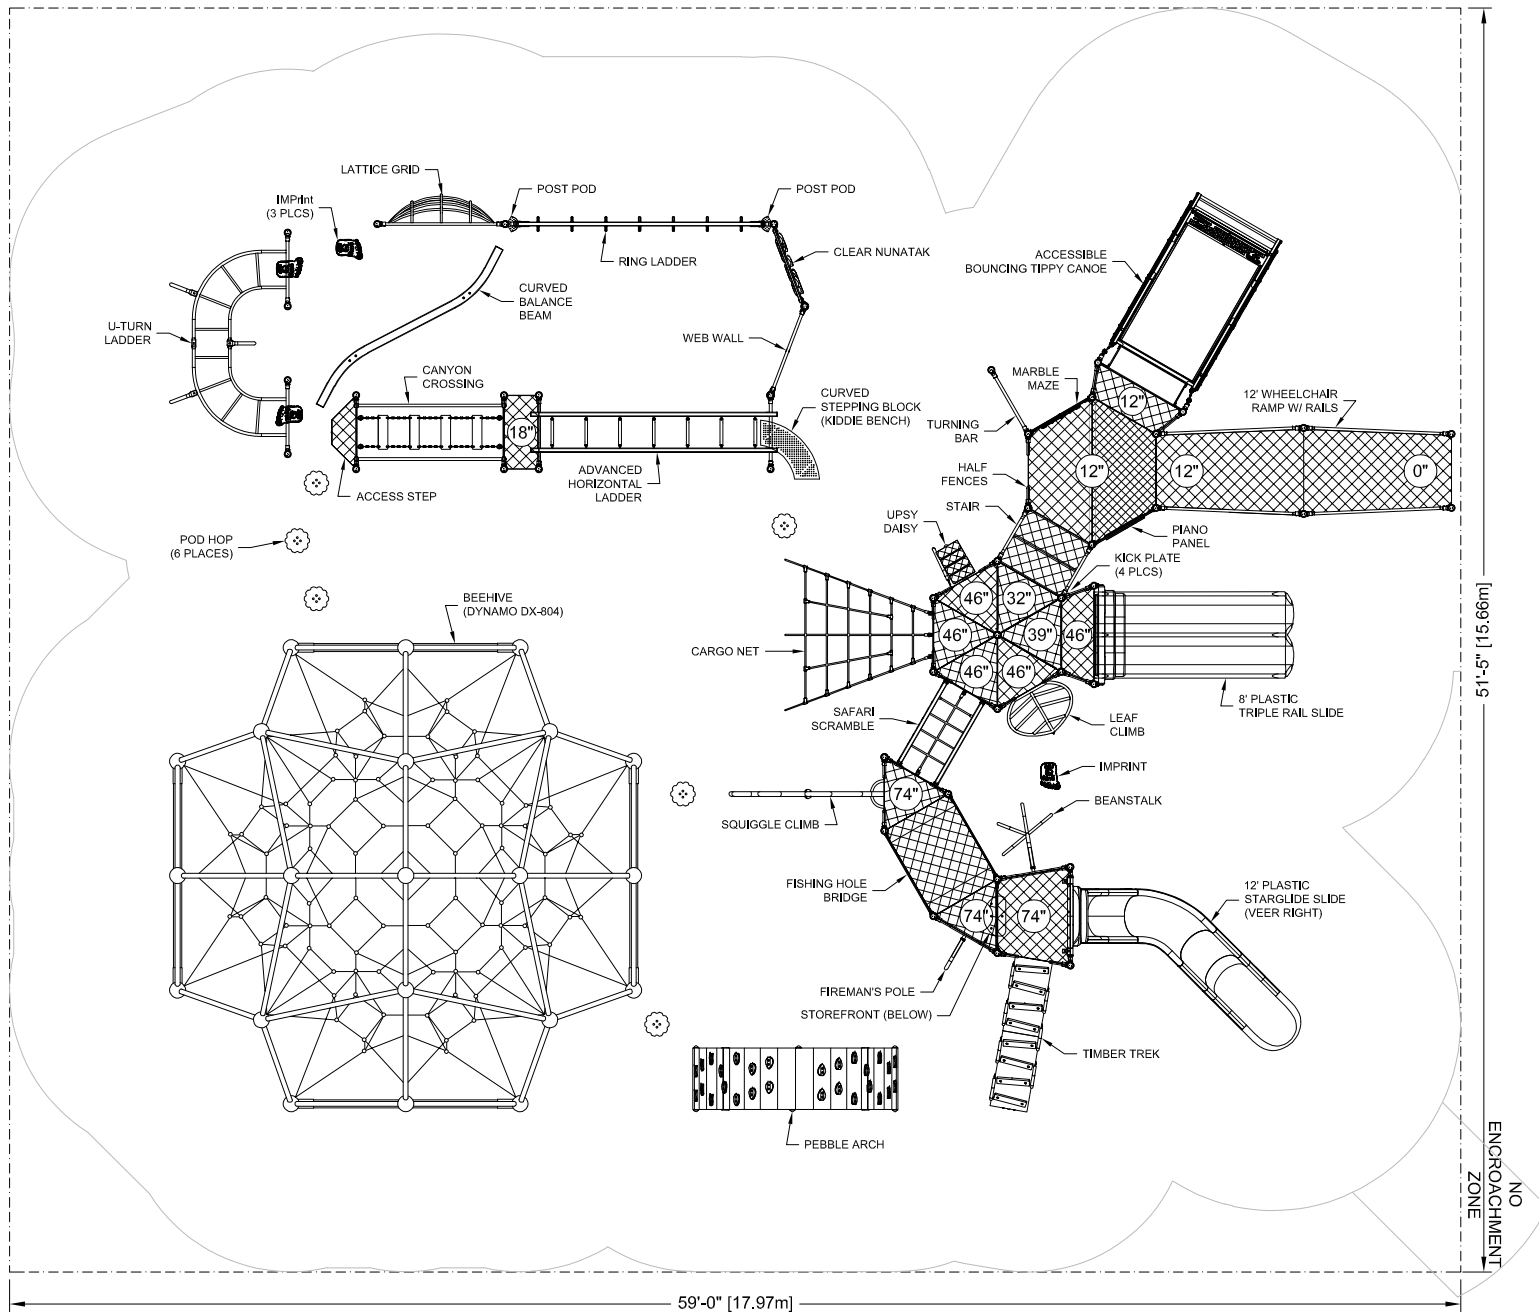 LATTICE GRID
POST POD
POST POD
IMPrint
(3 PLCS)
RING LADDER
CLEAR NUNATAK
ACCESSIBLE
BOUNCING TIPPY CANOE
CURVED
BALANCE
BEAM
U-TURN
LADDER
WEB WALL
CANYON
CROSSING
MARBLE
MAZE
12' WHEELCHAIR
RAMP W/ RAILS
CURVED
STEPPING BLOCK
(KIDDIE BENCH)
TURNING
BAR
12"
18"
12"
12"
0"
ADVANCED
HORIZONTAL
LADDER
HALF
FENCES
ACCESS STEP
STAIR
UPSY
DAISY
PIANO
PANEL
POD HOP
(6 PLACES)
KICK PLATE
(4 PLCS)
BEEHIVE
(DYNAMO DX-804)
46"
32"
46"
39"
46"
46"
46"
CARGO NET
SAFARI
SCRAMBLE
LEAF
CLIMB
8' PLASTIC
TRIPLE RAIL SLIDE
IMPRINT
74"
BEANSTALK
SQUIGGLE CLIMB
FISHING HOLE
BRIDGE
74"
74"
12' PLASTIC
STARGLIDE SLIDE
(VEER RIGHT)
FIREMAN'S POLE
STOREFRONT (BELOW)
TIMBER TREK
PEBBLE ARCH
51'-5" [15.66m]
NO
ENCROACHMENT
ZONE
59'-0" [17.97m]